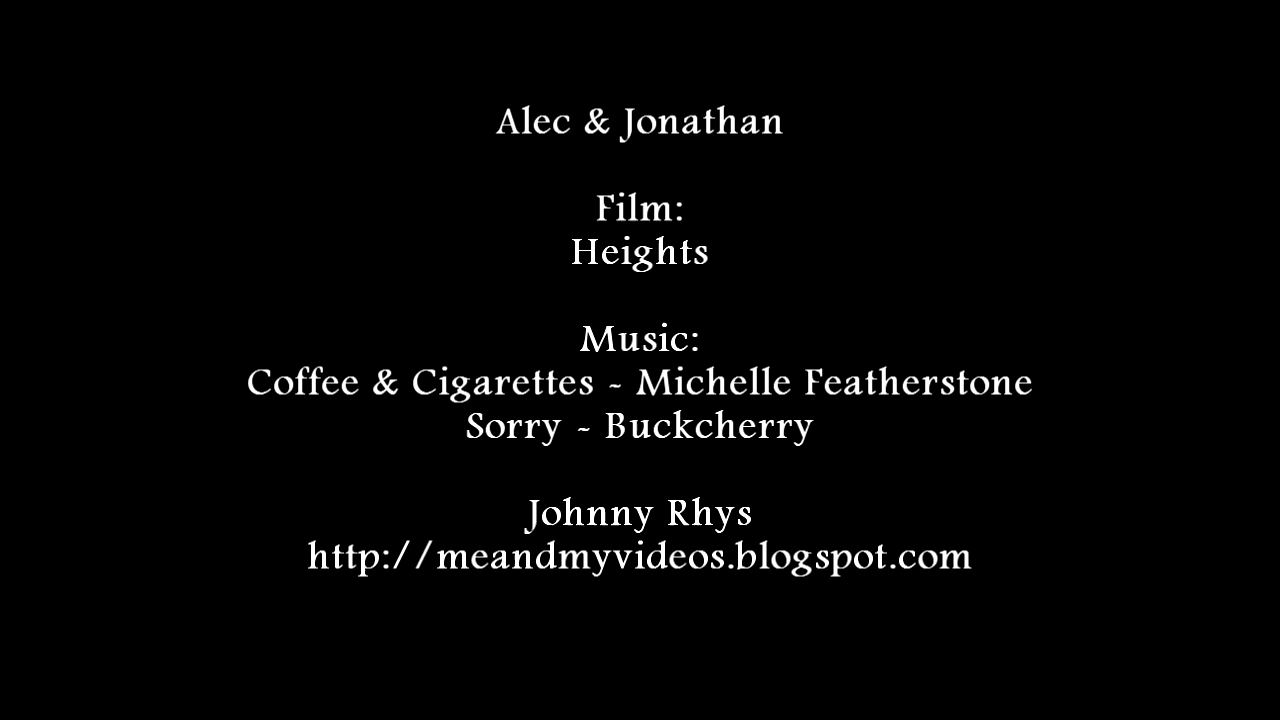 Alec & Jonathan
Film:
Heights
Music:
Coffee & Cigarettes - Michelle Featherstone
Sorry - Buckcherry
Johnny Rhys
http://meandmyvideos.blogspot.com